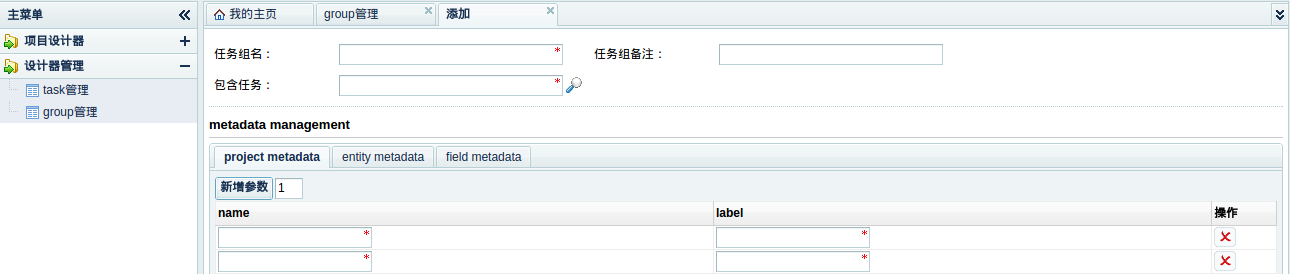 主菜单
项目设计器
设计器管理
task管理
group管理
我的主页 group管理 添加
任务组名： * 任务组备注：
包含任务： *
metadata management
project metadata entity metadata field metadata
新增参数 1
name label 操作
* *
* *